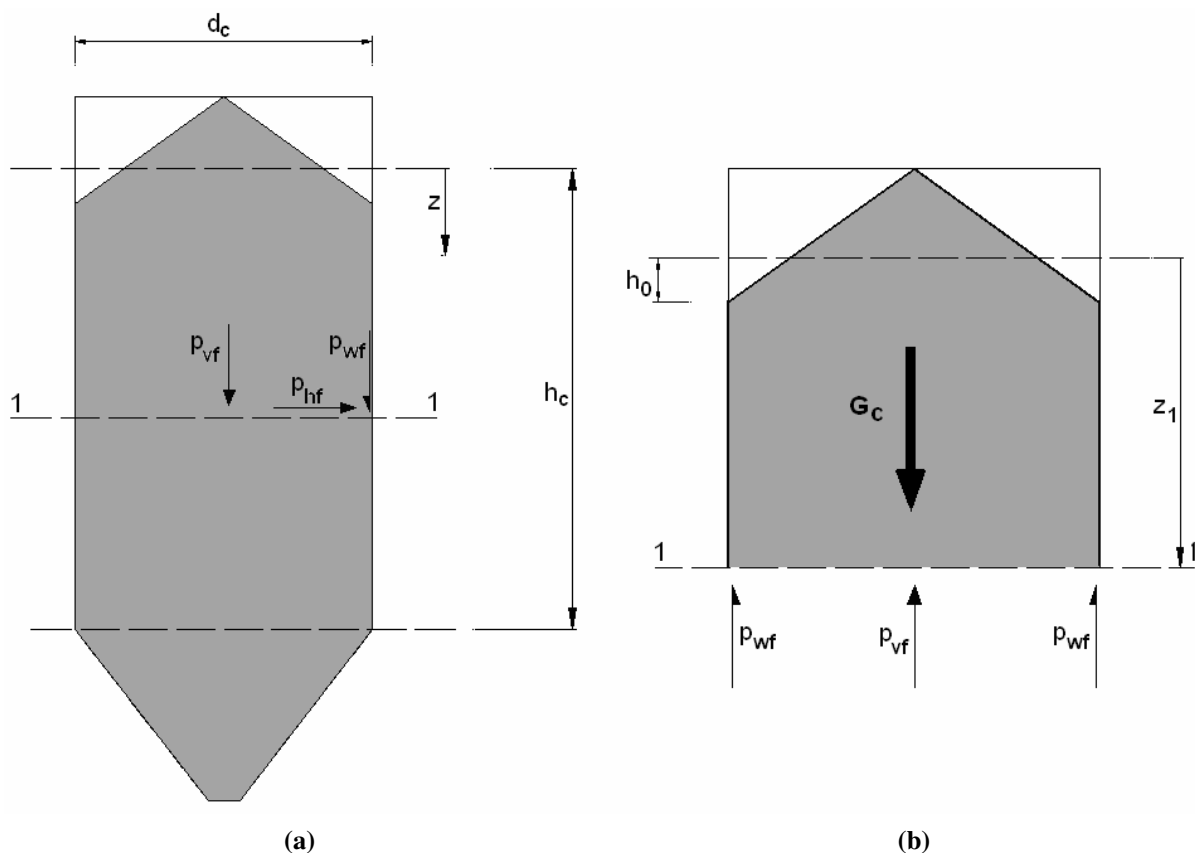 d_c
z
p_vf
p_wf
p_hf
1
1
h_c
(a)
h_0
G_c
z_1
1
1
p_wf
p_vf
p_wf
(b)